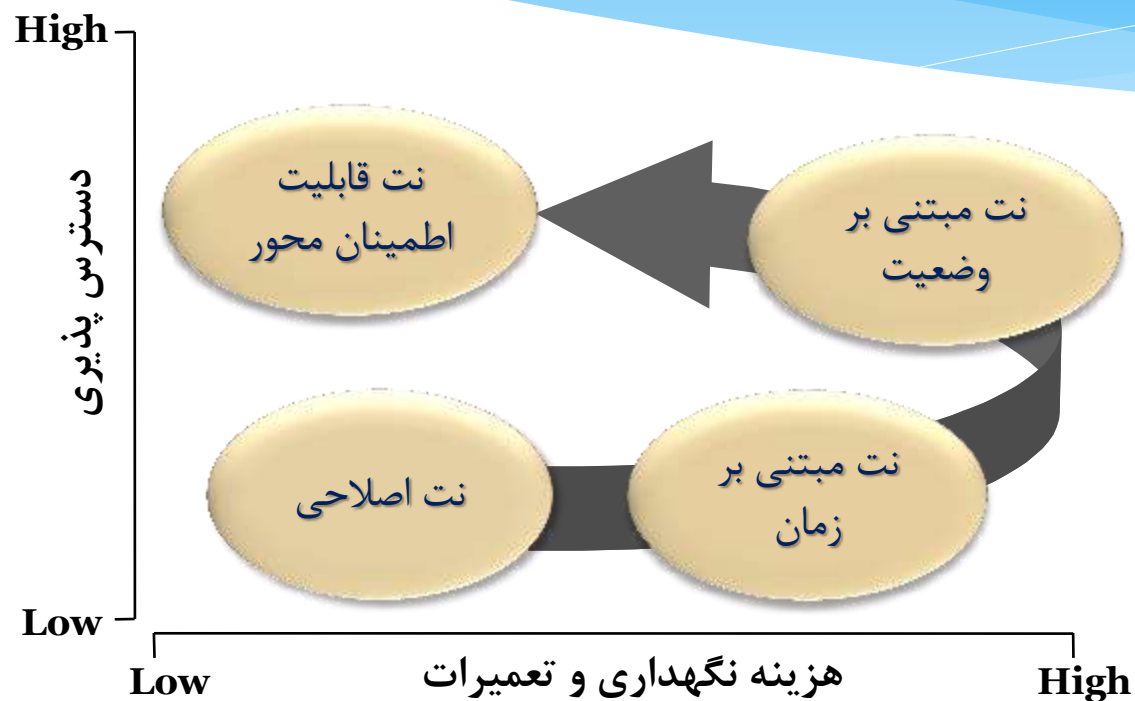 High
دسترس پذیری
نت قابلیت
اطمینان محور
نت مبتنی بر
وضعیت
نت اصلاحی
نت مبتنی بر
زمان
Low
Low
هزینه نگهداری و تعمیرات
High